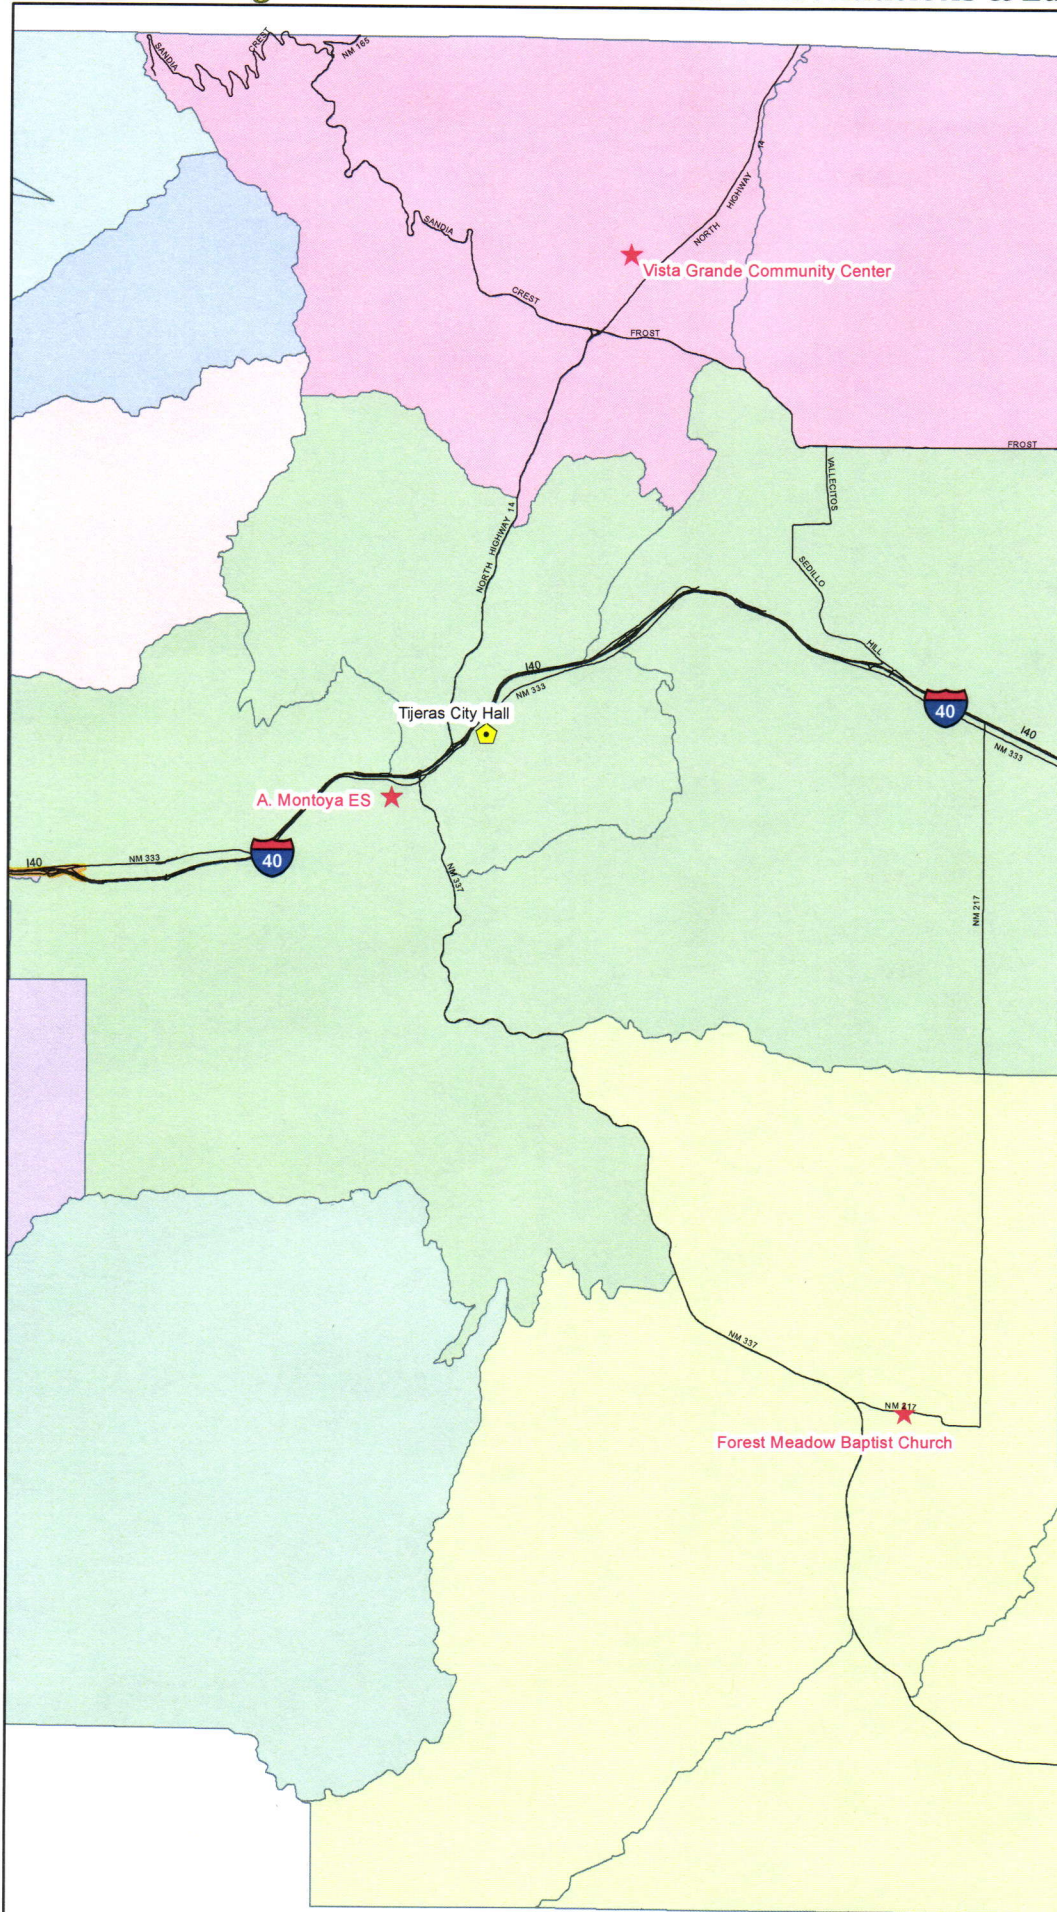 SANDIA
CREST
NM 165
14
HIGHWAY
NORTH
SANDIA
Vista Grande Community Center
CREST
FROST
FROST
VALLECITOS
NORTH HIGHWAY 14
SEDILLO
HILL
I40
NM 333
Tijeras City Hall
40
I40
NM 333
A. Montoya ES
I40
NM 333
40
NM 337
NM 217
NM 337
NM 217
Forest Meadow Baptist Church